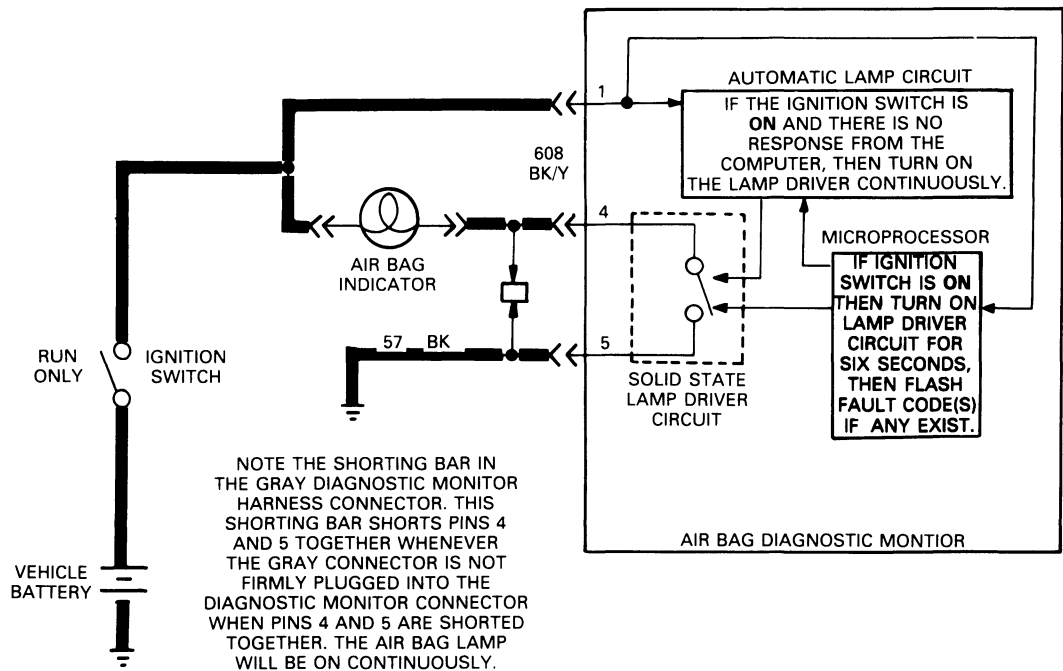 AUTOMATIC LAMP CIRCUIT
1
IF THE IGNITION SWITCH IS
ON AND THERE IS NO
RESPONSE FROM THE
COMPUTER, THEN TURN ON
THE LAMP DRIVER CONTINUOUSLY.
608
BK/Y
4
AIR BAG
INDICATOR
MICROPROCESSOR
IF IGNITION
SWITCH IS ON
THEN TURN ON
LAMP DRIVER
CIRCUIT FOR
SIX SECONDS,
THEN FLASH
FAULT CODE(S)
IF ANY EXIST.
57 BK
5
RUN
ONLY
IGNITION
SWITCH
SOLID STATE
LAMP DRIVER
CIRCUIT
NOTE THE SHORTING BAR IN
THE GRAY DIAGNOSTIC MONITOR
HARNESS CONNECTOR. THIS
SHORTING BAR SHORTS PINS 4
AND 5 TOGETHER WHENEVER
THE GRAY CONNECTOR IS NOT
FIRMLY PLUGGED INTO THE
DIAGNOSTIC MONITOR CONNECTOR
WHEN PINS 4 AND 5 ARE SHORTED
TOGETHER. THE AIR BAG LAMP
WILL BE ON CONTINUOUSLY.
AIR BAG DIAGNOSTIC MONTIOR
VEHICLE
BATTERY